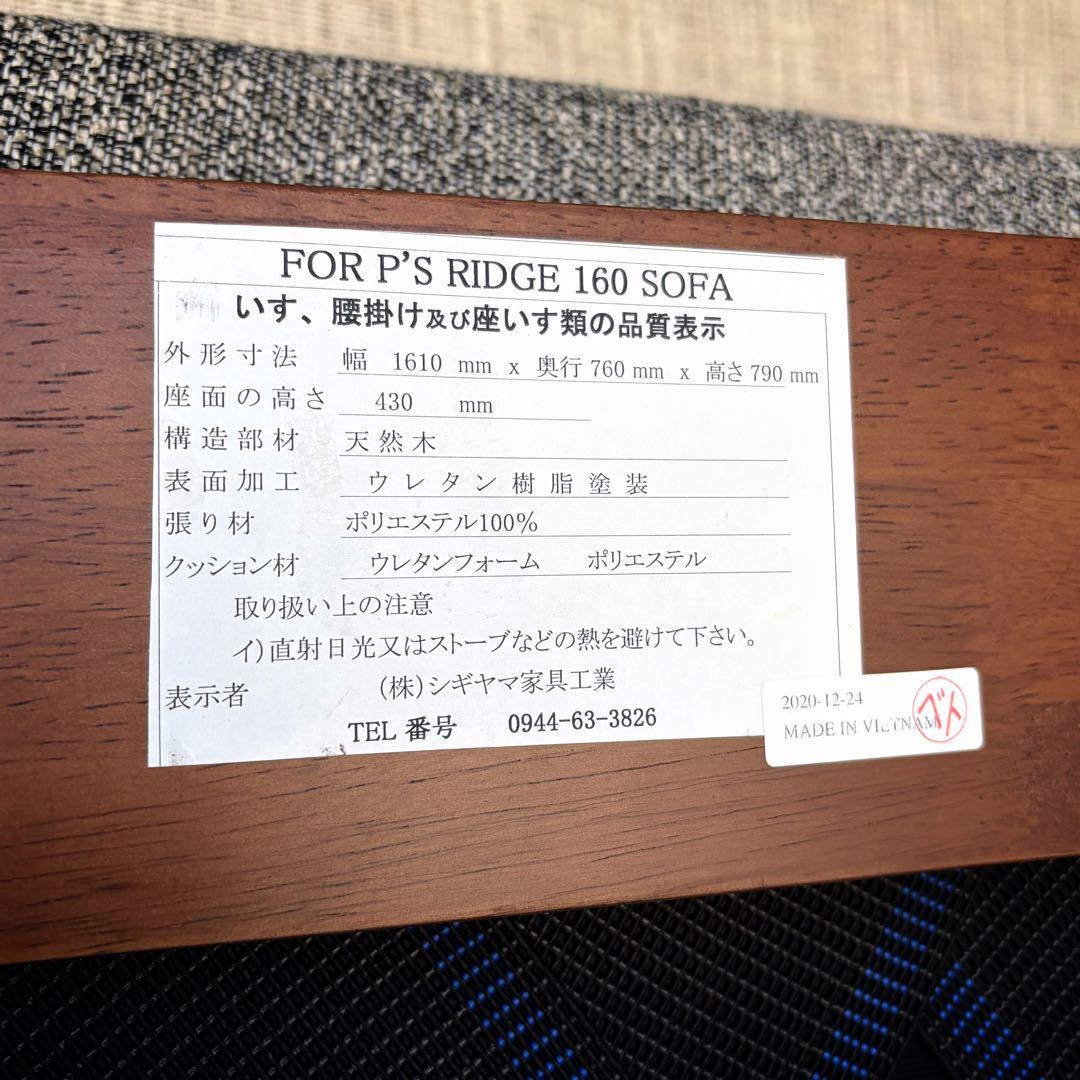 FOR P'S RIDGE 160 SOFA
いす、腰掛け及び座いす類の品質表示
外形寸法 幅 1610 mm x 奥行 760 mm x 高さ 790 mm
座面の高さ 430 mm
構造部材 天然木
表面加工 ウレタン樹脂塗装
張り材 ポリエステル100%
クッション材 ウレタンフォーム ポリエステル
取り扱い上の注意
イ)直射日光又はストーブなどの熱を避けて下さい。
表示者 (株)シギヤマ家具工業
TEL 番号 0944-63-3826
2020-12-24
MADE IN VIETNAM